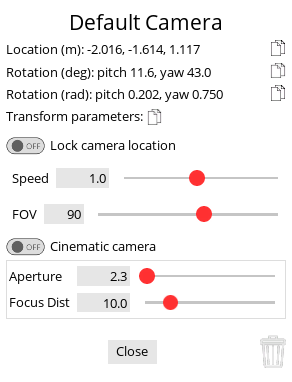 Default Camera
Location (m): -2.016, -1.614, 1.117
Rotation (deg): pitch 11.6, yaw 43.0
Rotation (rad): pitch 0.202, yaw 0.750
Transform parameters:
OFF Lock camera location
Speed 1.0
FOV 90
OFF Cinematic camera
Aperture 2.3
Focus Dist 10.0
Close